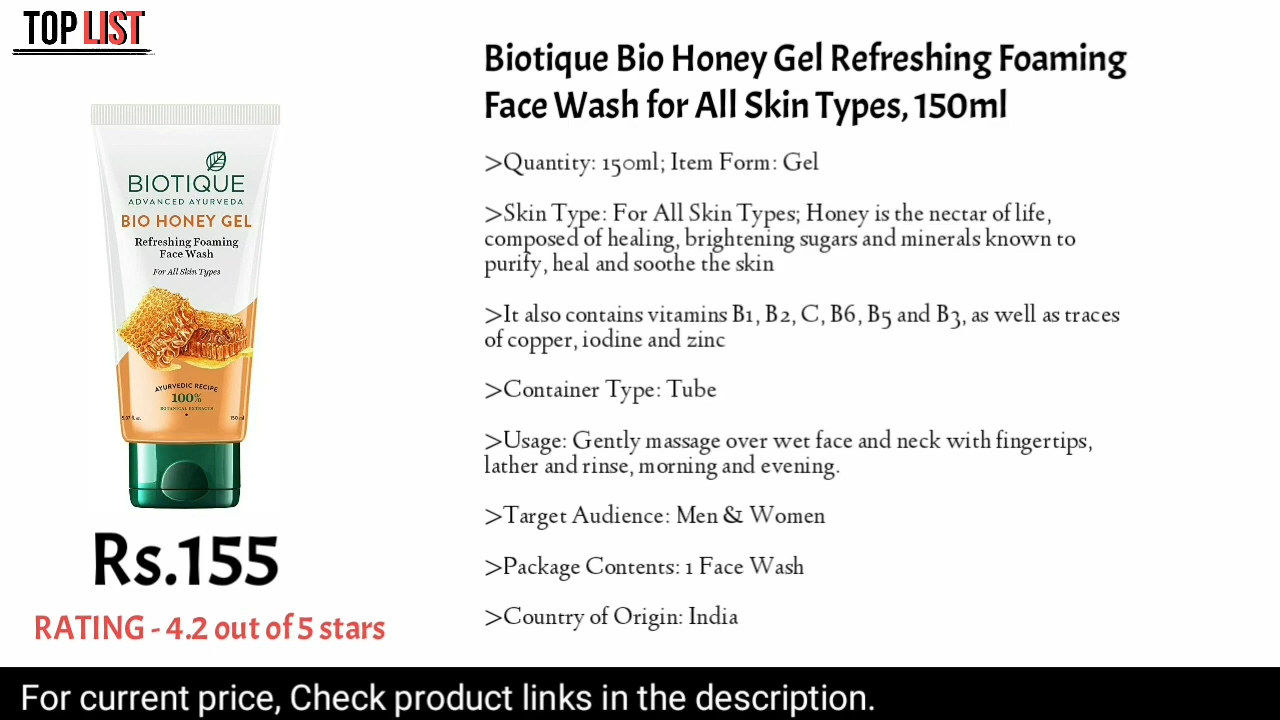 TOP LIST
Biotique Bio Honey Gel Refreshing Foaming
Face Wash for All Skin Types, 150ml
>Quantity: 150ml; Item Form: Gel
>Skin Type: For All Skin Types; Honey is the nectar of life,
composed of healing, brightening sugars and minerals known to
purify, heal and soothe the skin
>It also contains vitamins B1, B2, C, B6, B5 and B3, as well as traces
of copper, iodine and zinc
>Container Type: Tube
>Usage: Gently massage over wet face and neck with fingertips,
lather and rinse, morning and evening.
>Target Audience: Men & Women
>Package Contents: 1 Face Wash
>Country of Origin: India
BIOTIQUE
ADVANCED AYURVEDA
BIO HONEY GEL
Refreshing Foaming
Face Wash
For All Skin Types
AYURVEDIC RECIPE
100%
BOTANICAL EXTRACTS
150 ml
Rs.155
RATING - 4.2 out of 5 stars
For current price, Check product links in the description.